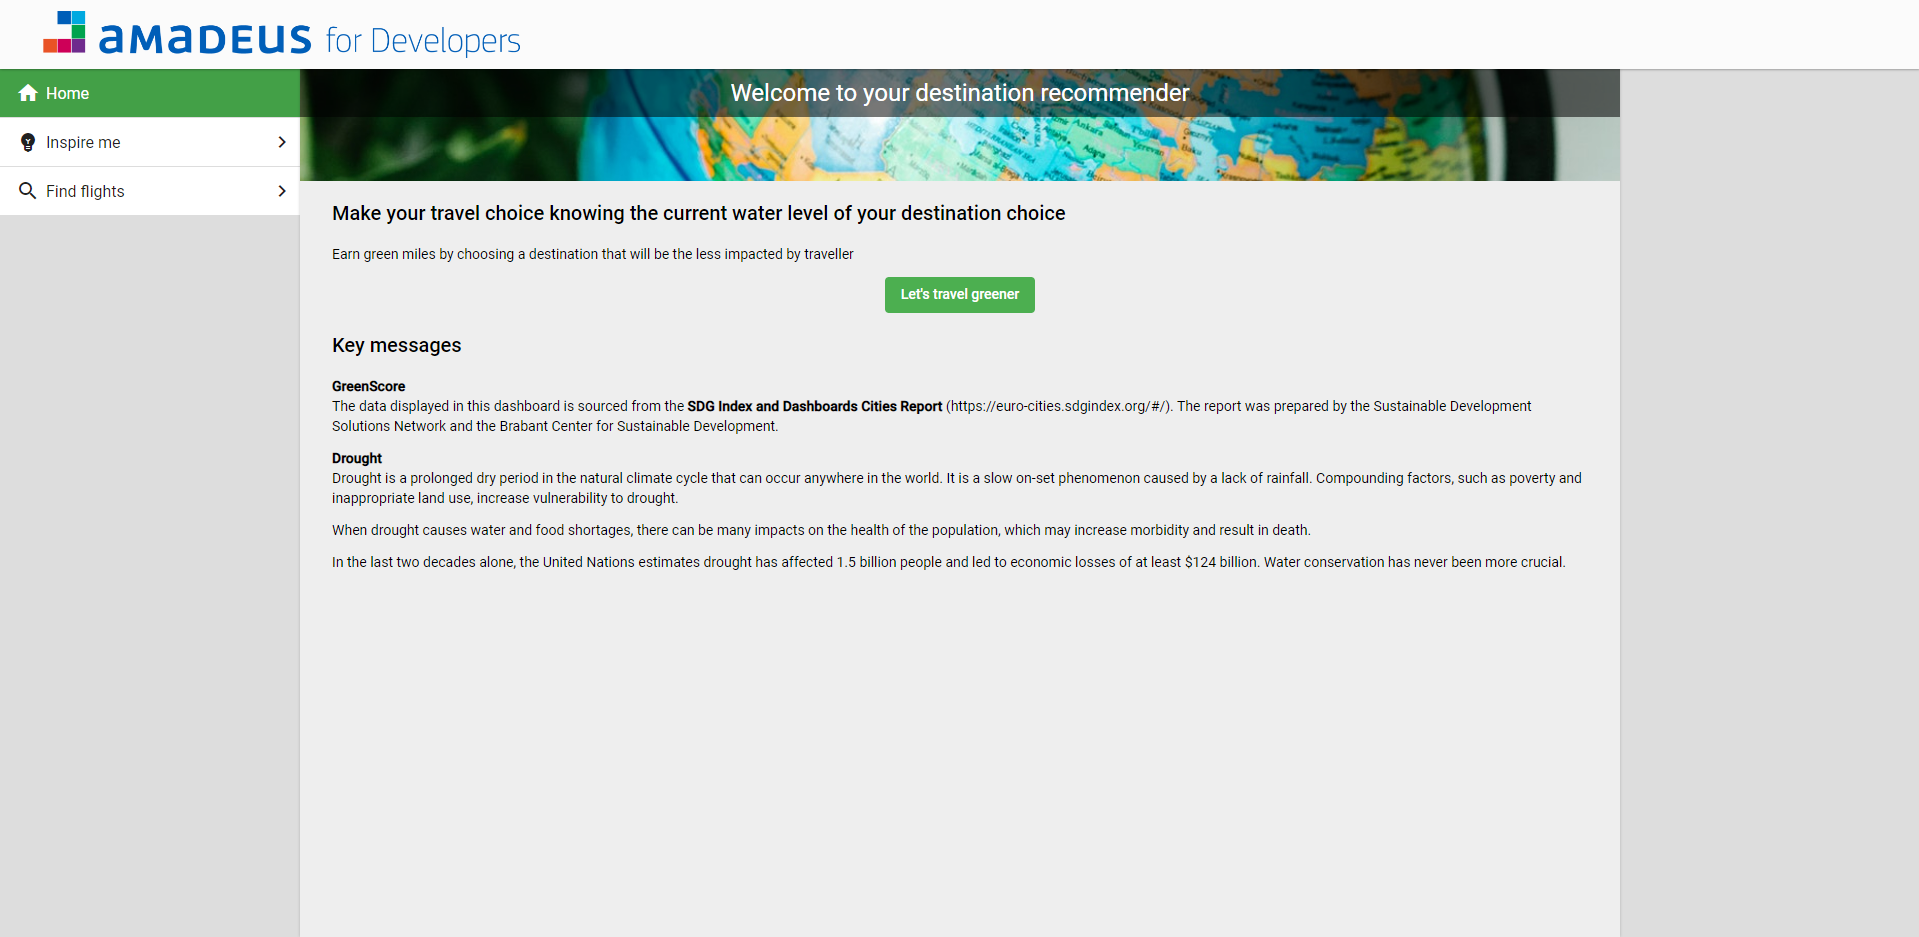 amadeus for Developers
Home
Inspire me
Find flights
Welcome to your destination recommender
Make your travel choice knowing the current water level of your destination choice
Earn green miles by choosing a destination that will be the less impacted by traveller
Let's travel greener
Key messages
GreenScore
The data displayed in this dashboard is sourced from the SDG Index and Dashboards Cities Report (https://euro-cities.sdgindex.org/#/). The report was prepared by the Sustainable Development
Solutions Network and the Brabant Center for Sustainable Development.
Drought
Drought is a prolonged dry period in the natural climate cycle that can occur anywhere in the world. It is a slow on-set phenomenon caused by a lack of rainfall. Compounding factors, such as poverty and
inappropriate land use, increase vulnerability to drought.
When drought causes water and food shortages, there can be many impacts on the health of the population, which may increase morbidity and result in death.
In the last two decades alone, the United Nations estimates drought has affected 1.5 billion people and led to economic losses of at least $124 billion. Water conservation has never been more crucial.